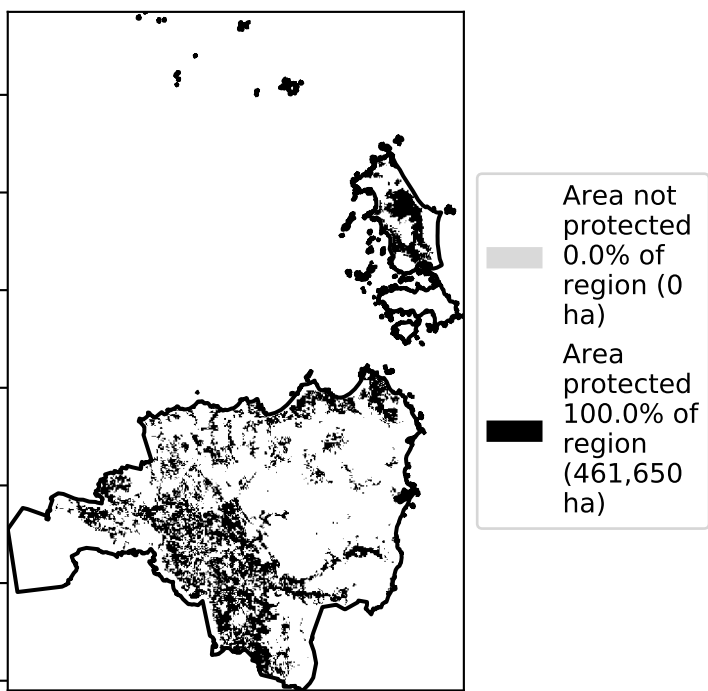 Area not
protected
0.0% of
region (0
ha)
Area
protected
100.0% of
region
(461,650
ha)